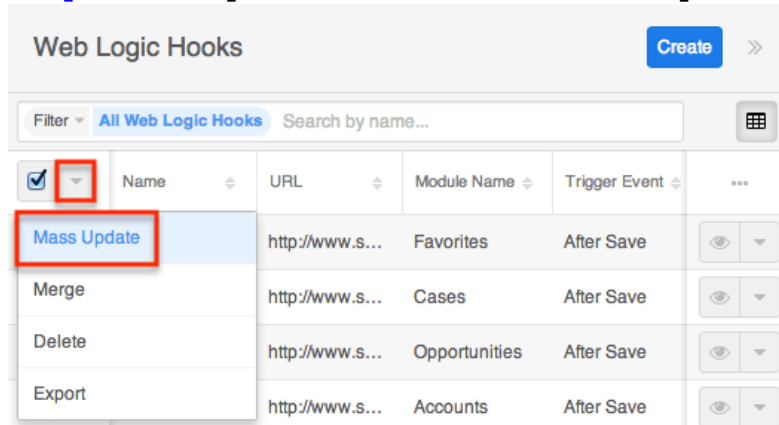 Web Logic Hooks
Create
Filter All Web Logic Hooks Search by name...
Name URL Module Name Trigger Event
Mass Update http://www.s... Favorites After Save
Merge http://www.s... Cases After Save
Delete http://www.s... Opportunities After Save
Export http://www.s... Accounts After Save